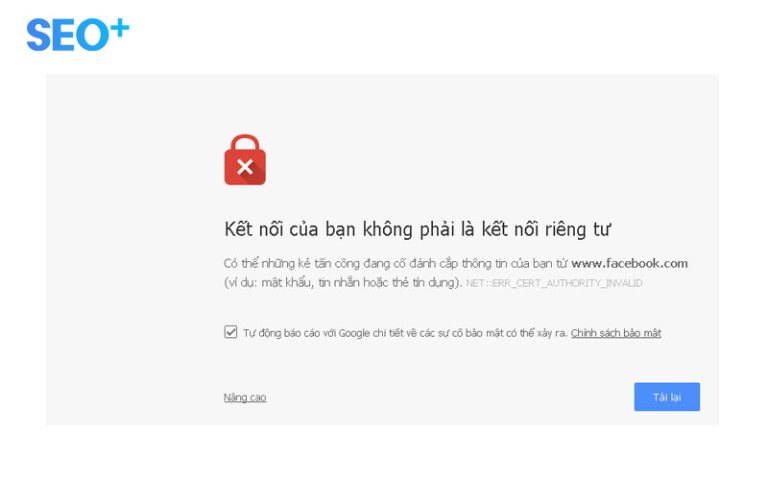 SEO+
Kết nối của bạn không phải là kết nối riêng tư
Có thể những kẻ tấn công đang cố đánh cắp thông tin của bạn từ www.facebook.com
(ví dụ: mật khẩu, tin nhắn hoặc thẻ tín dụng). NET::ERR_CERT_AUTHORITY_INVALID
Tự động báo cáo với Google chi tiết về các sự cố bảo mật có thể xảy ra. Chính sách bảo mật
Nâng cao
Tải lại